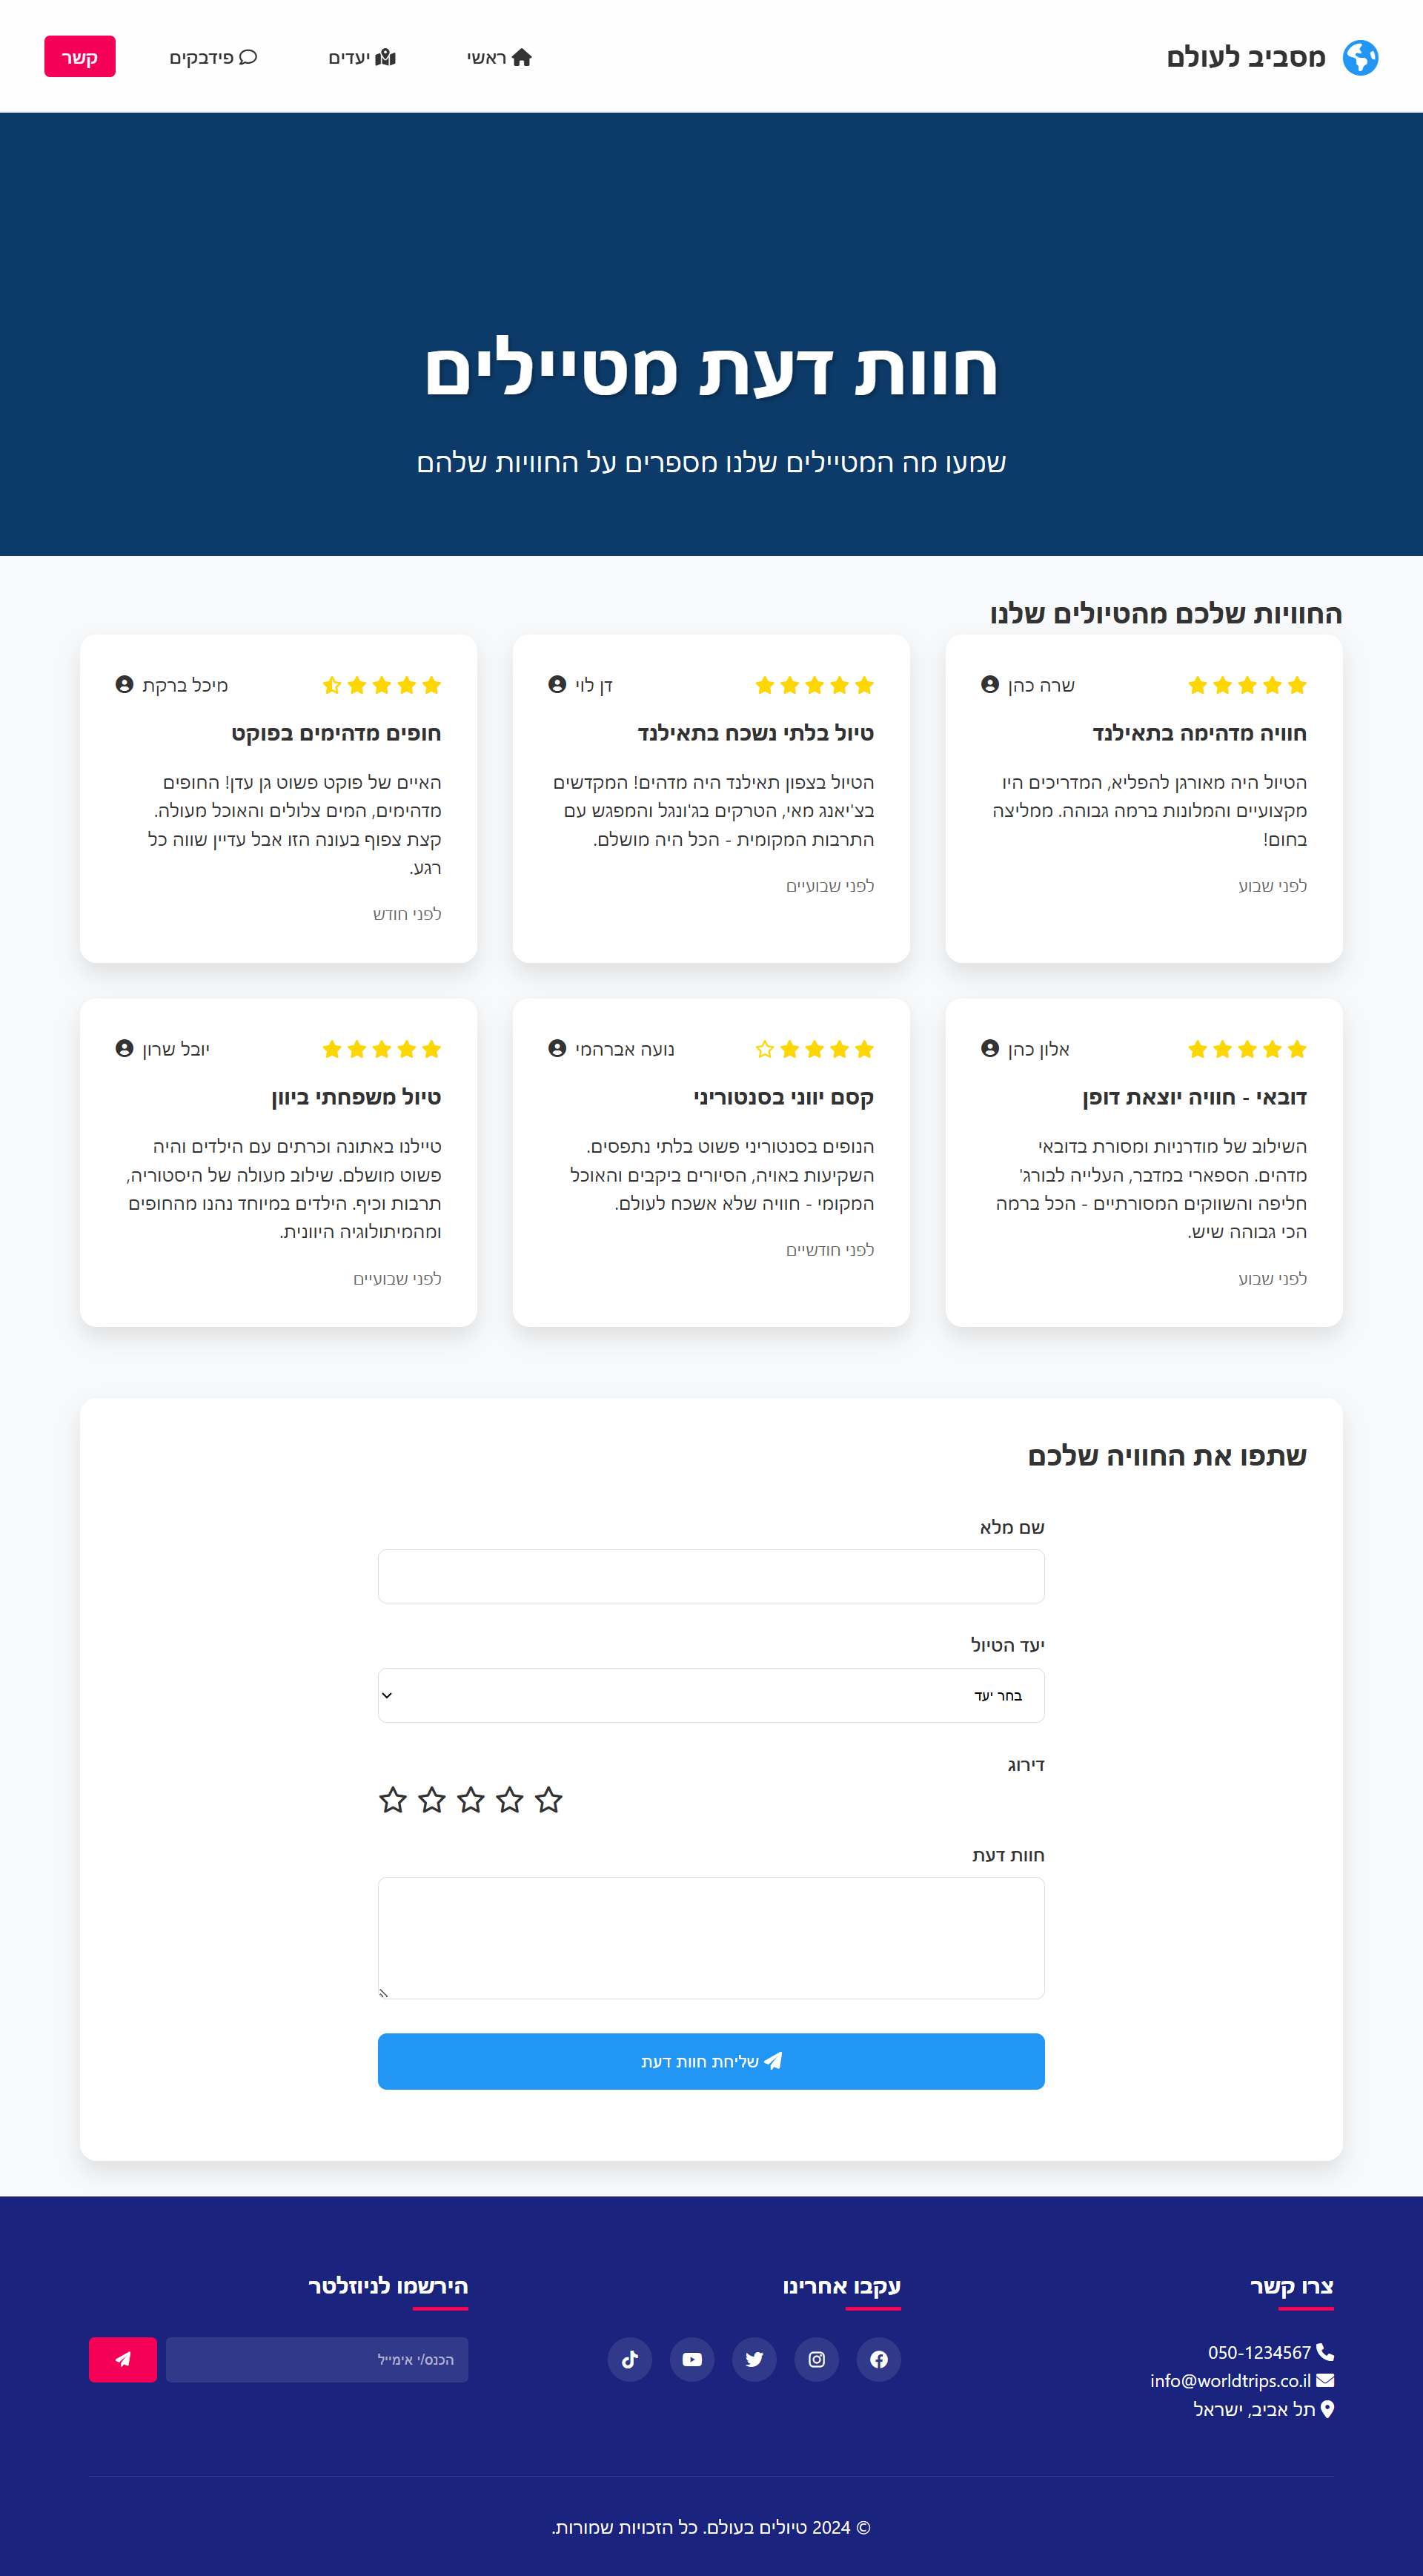 מסביב לעולם
ראשי
יעדים
פידבקים
קשר
חוות דעת מטיילים
שמעו מה המטיילים שלנו מספרים על החוויות שלהם
החוויות שלכם מהטיולים שלנו
שרה כהן
חוויה מדהימה בתאילנד
הטיול היה מאורגן להפליא, המדריכים היו
מקצועיים והמלונות ברמה גבוהה. ממליצה
בחום!
לפני שבוע
דן לוי
טיול בלתי נשכח בתאילנד
הטיול בצפון תאילנד היה מדהים! המקדשים
בצ'יאנג מאי, הטרקים בג'ונגל והמפגש עם
התרבות המקומית - הכל היה מושלם.
לפני שבועיים
מיכל ברקת
חופים מדהימים בפוקט
האיים של פוקט פשוט גן עדן! החופים
מדהימים, המים צלולים והאוכל מעולה.
קצת צפוף בעונה הזו אבל עדיין שווה כל
רגע.
לפני חודש
אלון כהן
דובאי - חוויה יוצאת דופן
השילוב של מודרניות ומסורת בדובאי
מדהים. הספארי במדבר, העלייה לבורג'
חליפה והשווקים המסורתיים - הכל ברמה
הכי גבוהה שיש.
לפני שבוע
נועה אברהמי
קסם יווני בסנטוריני
הנופים בסנטוריני פשוט בלתי נתפסים.
השקיעות באויה, הסיורים ביקבים והאוכל
המקומי - חוויה שלא אשכח לעולם.
לפני חודשיים
יובל שרון
טיול משפחתי ביוון
טיילנו באתונה וכרתים עם הילדים והיה
פשוט מושלם. שילוב מעולה של היסטוריה,
תרבות וכיף. הילדים במיוחד נהנו מהחופים
ומהמיתולוגיה היוונית.
לפני שבועיים
שתפו את החוויה שלכם
שם מלא
יעד הטיול
בחר יעד
דירוג
חוות דעת
שליחת חוות דעת
צרו קשר
050-1234567
info@worldtrips.co.il
תל אביב, ישראל
עקבו אחרינו
הירשמו לניוזלטר
הכנס/י אימייל
© 2024 טיולים בעולם. כל הזכויות שמורות.